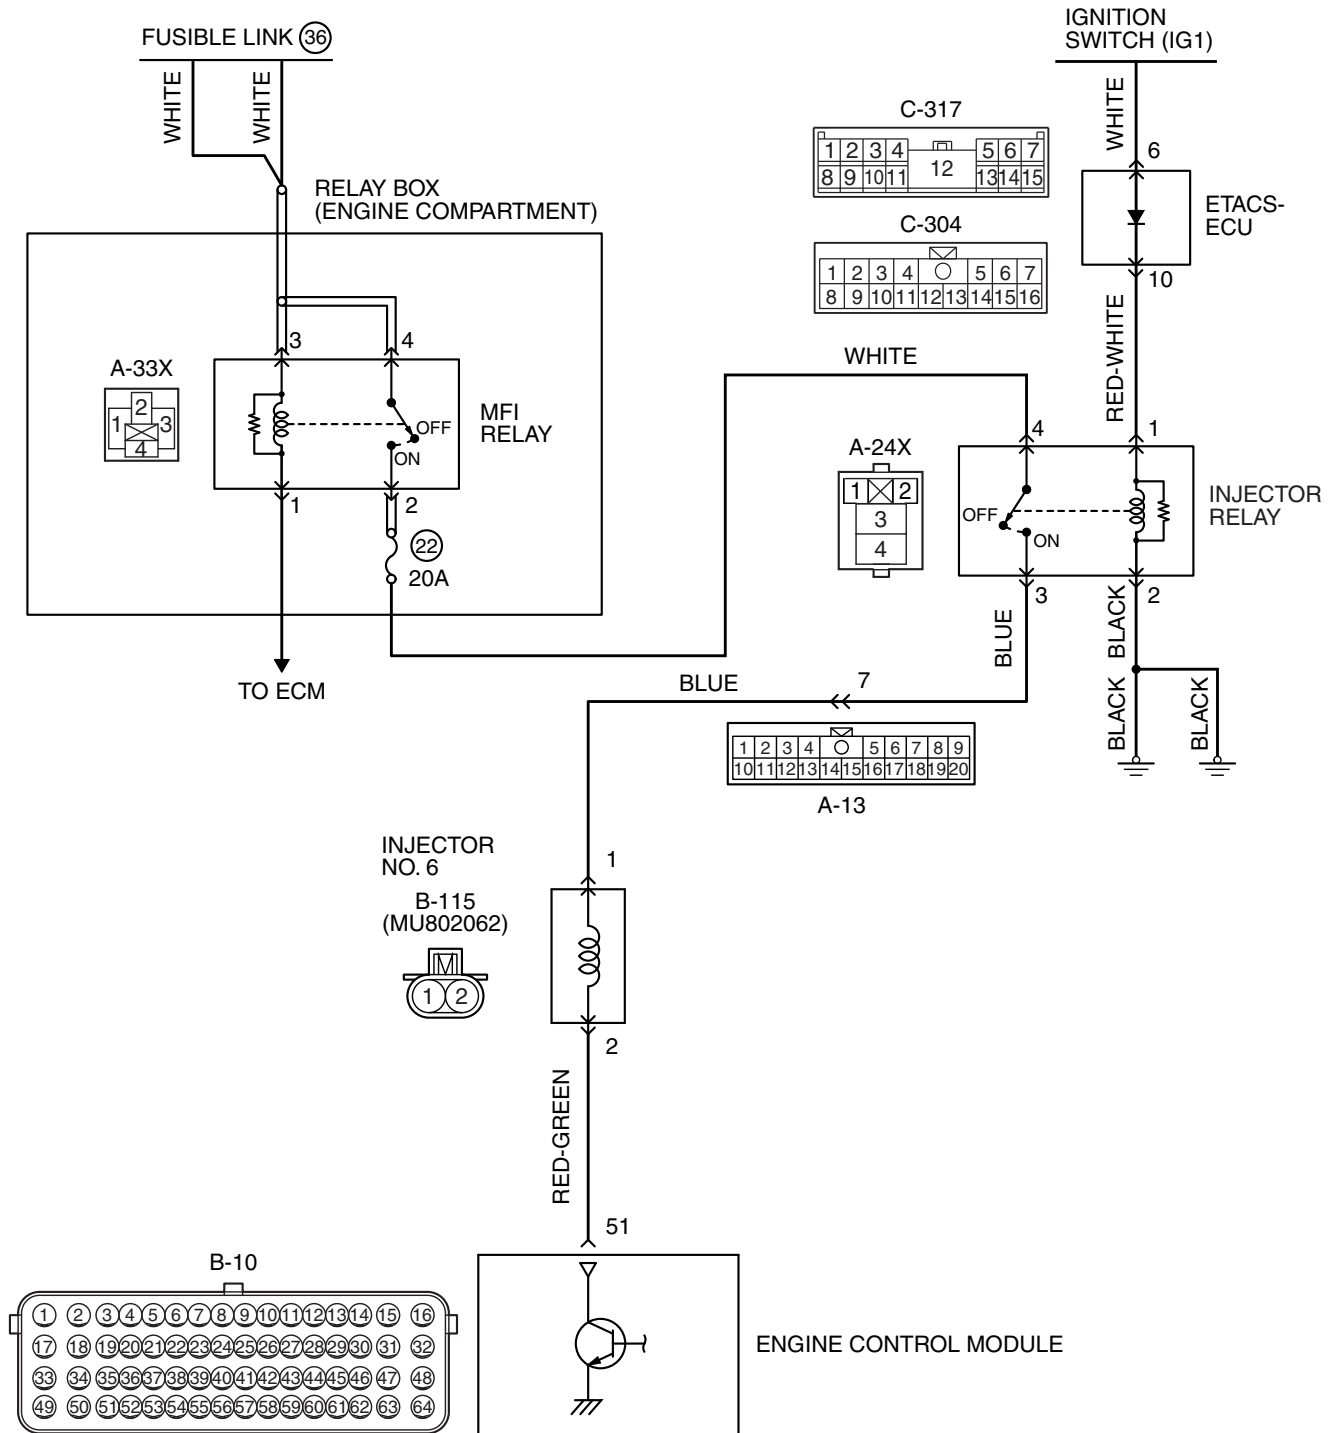 FUSIBLE LINK 36
IGNITION
SWITCH (IG1)
WHITE
WHITE
WHITE
C-317
1 2 3 4 5 6 7
12
8 9 10 11 13 14 15
6
ETACS-
ECU
10
C-304
1 2 3 4 5 6 7
8 9 10 11 12 13 14 15 16
RELAY BOX
(ENGINE COMPARTMENT)
RED-WHITE
WHITE
3
4
A-33X
2
1 3
4
MFI
RELAY
OFF
ON
1
2
22
20A
TO ECM
4
1
A-24X
1 2
3
4
OFF
ON
INJECTOR
RELAY
3
2
BLUE
BLACK
BLACK
BLACK
BLUE
7
1 2 3 4 5 6 7 8 9
10 11 12 13 14 15 16 17 18 19 20
A-13
INJECTOR
NO. 6
B-115
(MU802062)
1 2
1
2
RED-GREEN
51
B-10
1 2 3 4 5 6 7 8 9 10 11 12 13 14 15 16
17 18 19 20 21 22 23 24 25 26 27 28 29 30 31 32
33 34 35 36 37 38 39 40 41 42 43 44 45 46 47 48
49 50 51 52 53 54 55 56 57 58 59 60 61 62 63 64
ENGINE CONTROL MODULE